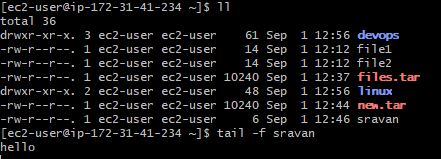 [ec2-user@ip-172-31-41-234 ~]$ ll
total 36
drwxr-xr-x. 3 ec2-user ec2-user    61 Sep  1 12:56 devops
-rw-r--r--. 1 ec2-user ec2-user    14 Sep  1 12:12 file1
-rw-r--r--. 1 ec2-user ec2-user    14 Sep  1 12:12 file2
-rw-r--r--. 1 ec2-user ec2-user 10240 Sep  1 12:37 files.tar
drwxr-xr-x. 2 ec2-user ec2-user    48 Sep  1 12:56 linux
-rw-r--r--. 1 ec2-user ec2-user 10240 Sep  1 12:44 new.tar
-rw-r--r--. 1 ec2-user ec2-user     6 Sep  1 12:46 sravan
[ec2-user@ip-172-31-41-234 ~]$ tail -f sravan
hello